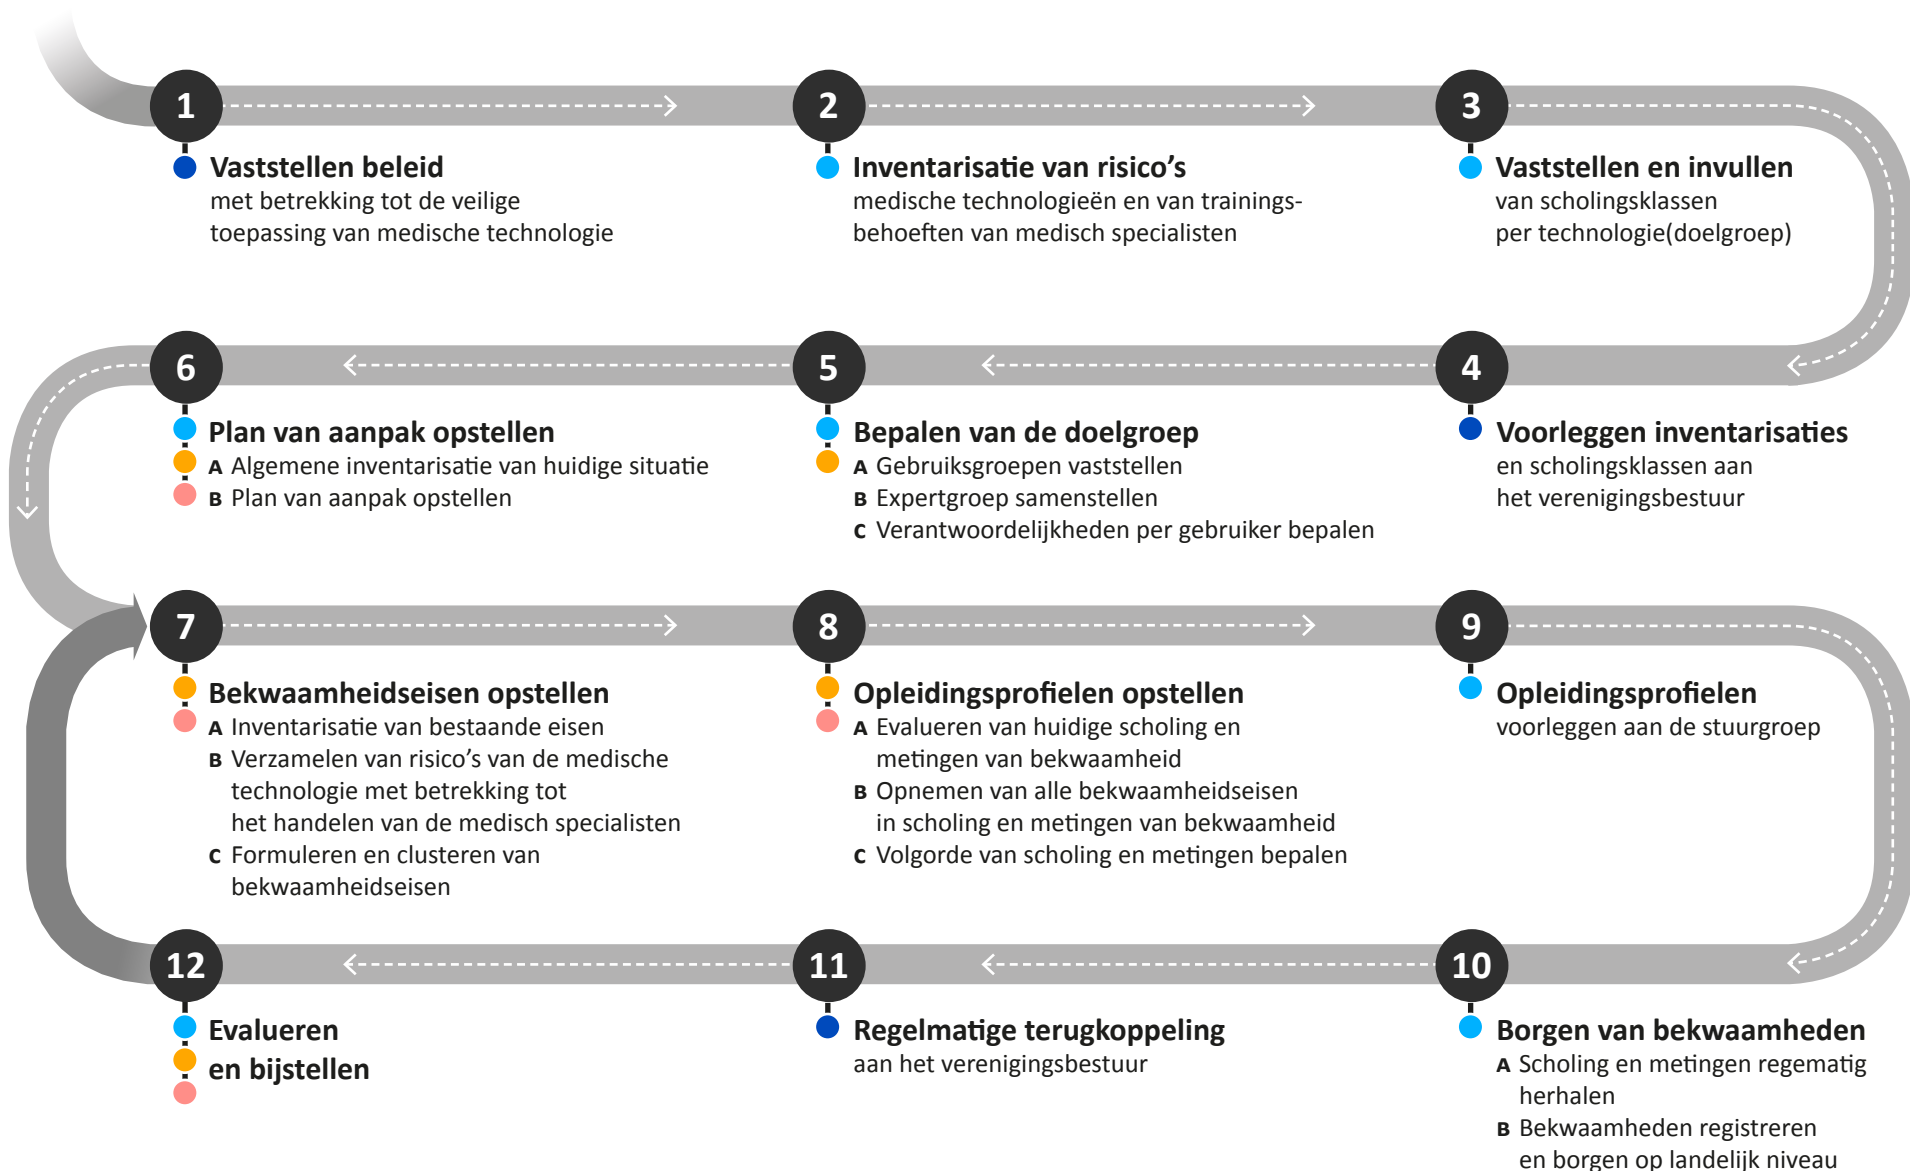 1
Vaststellen beleid
met betrekking tot de veilige
toepassing van medische technologie
2
Inventarisatie van risico's
medische technologieën en van trainings-
behoeften van medisch specialisten
3
Vaststellen en invullen
van scholingsklassen
per technologie(doelgroep)
4
Voorleggen inventarisaties
en scholingsklassen aan
het verenigingsbestuur
5
Bepalen van de doelgroep
A Gebruiksgroepen vaststellen
B Expertgroep samenstellen
C Verantwoordelijkheden per gebruiker bepalen
6
Plan van aanpak opstellen
A Algemene inventarisatie van huidige situatie
B Plan van aanpak opstellen
7
Bekwaamheidseisen opstellen
A Inventarisatie van bestaande eisen
B Verzamelen van risico's van de medische
technologie met betrekking tot
het handelen van de medisch specialisten
C Formuleren en clusteren van
bekwaamheidseisen
8
Opleidingsprofielen opstellen
A Evalueren van huidige scholing en
metingen van bekwaamheid
B Opnemen van alle bekwaamheidseisen
in scholing en metingen van bekwaamheid
C Volgorde van scholing en metingen bepalen
9
Opleidingsprofielen
voorleggen aan de stuurgroep
10
Borgen van bekwaamheden
A Scholing en metingen regematig
herhalen
B Bekwaamheden registreren
en borgen op landelijk niveau
11
Regelmatige terugkoppeling
aan het verenigingsbestuur
12
Evalueren
en bijstellen